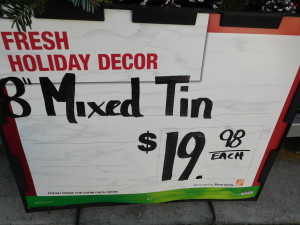 FRESH
HOLIDAY DECOR
8" Mixed Tin
$19.98
EACH